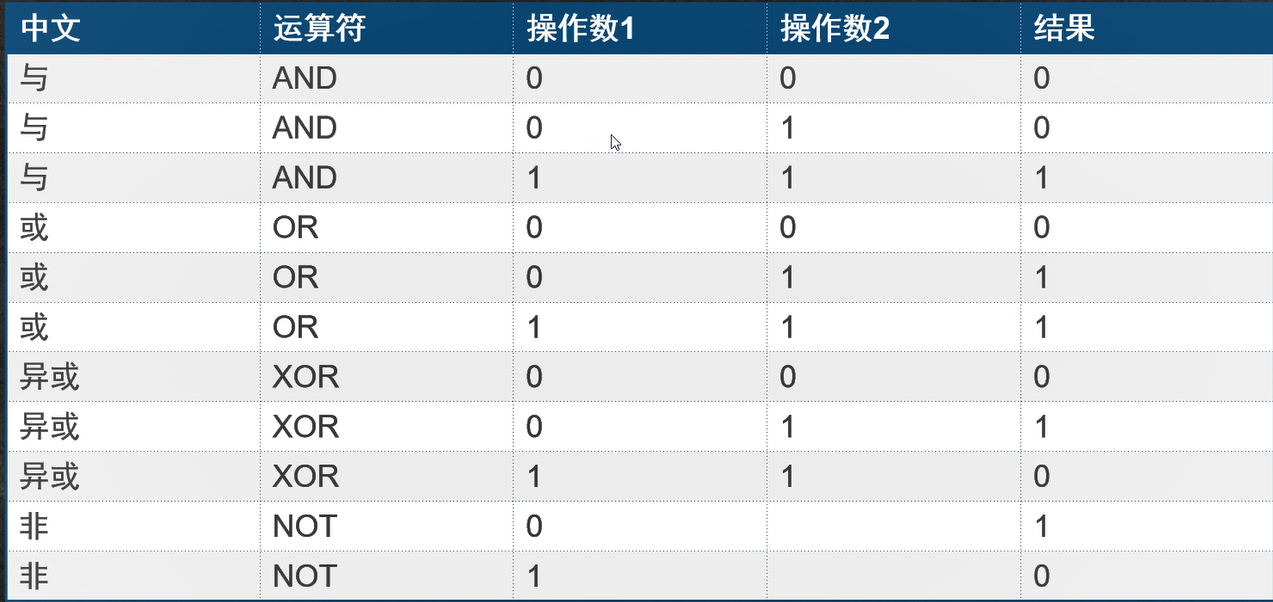 中文 运算符 操作数1 操作数2 结果
与 AND 0 0 0
与 AND 0 1 0
与 AND 1 1 1
或 OR 0 0 0
或 OR 0 1 1
或 OR 1 1 1
异或 XOR 0 0 0
异或 XOR 0 1 1
异或 XOR 1 1 0
非 NOT 0 1
非 NOT 1 0